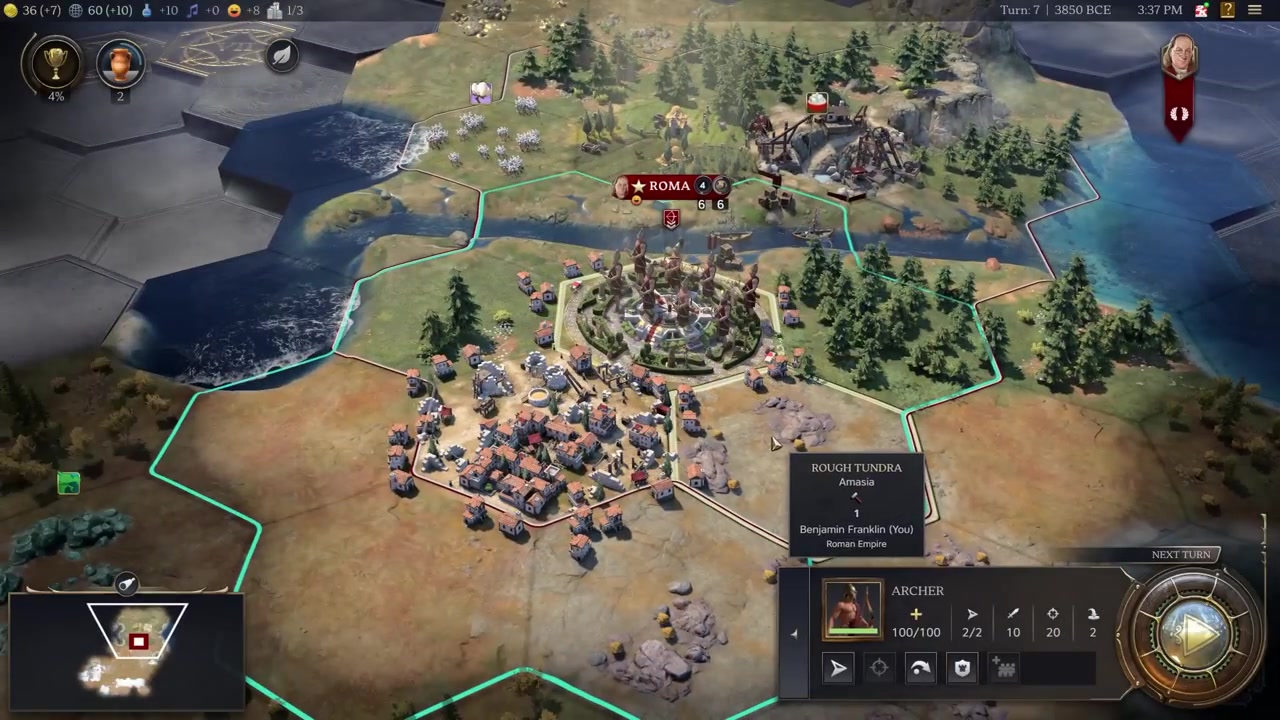 36 (+7) 60 (+10) +10 +0 +8 1/3
Turn: 7 | 3850 BCE 3:37 PM ?
4% 2
ROMA 4
6 6
ROUGH TUNDRA
Amasia
1
Benjamin Franklin (You)
Roman Empire
NEXT TURN
ARCHER
100/100 2/2 10 20 2